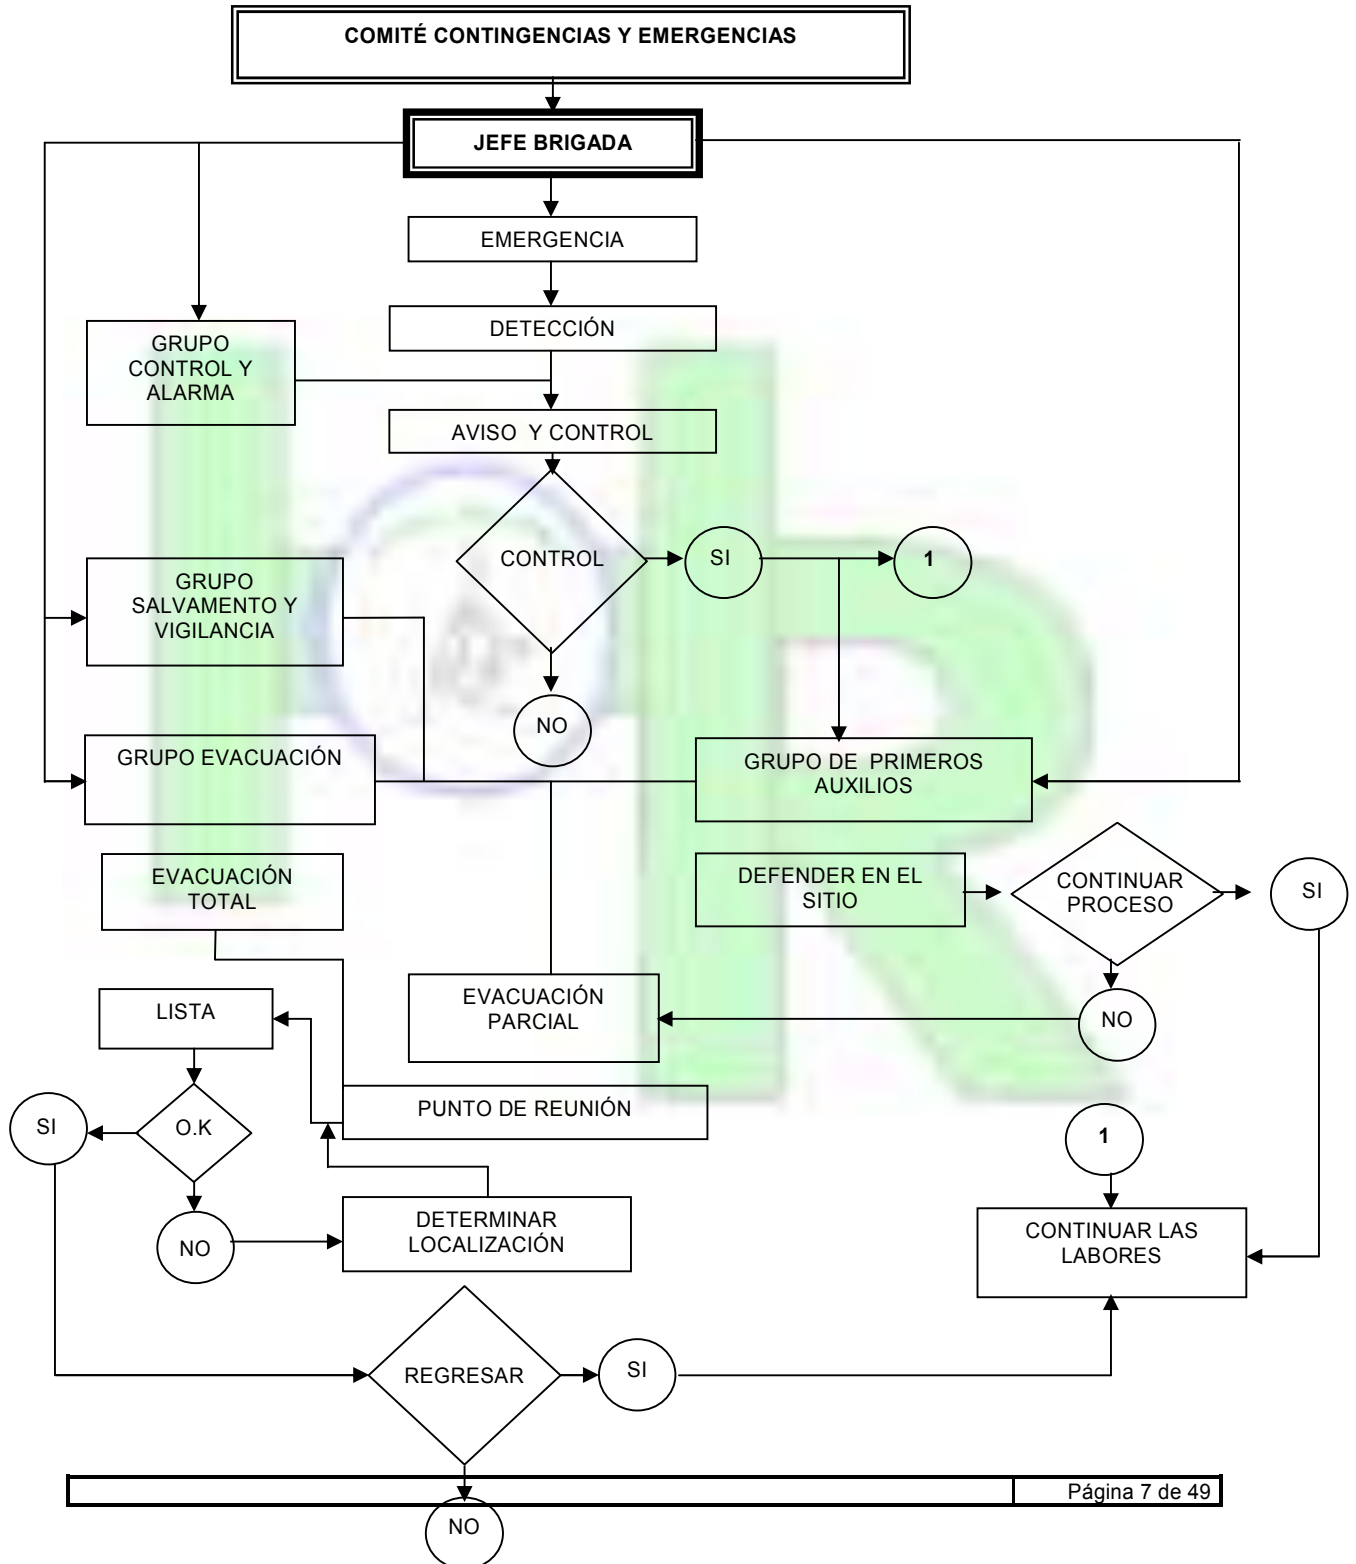 COMITÉ CONTINGENCIAS Y EMERGENCIAS
JEFE BRIGADA
EMERGENCIA
DETECCIÓN
GRUPO
CONTROL Y
ALARMA
AVISO Y CONTROL
CONTROL
SI
1
GRUPO
SALVAMENTO Y
VIGILANCIA
NO
GRUPO EVACUACIÓN
GRUPO DE PRIMEROS
AUXILIOS
EVACUACIÓN
TOTAL
DEFENDER EN EL
SITIO
CONTINUAR
PROCESO
SI
LISTA
EVACUACIÓN
PARCIAL
NO
SI
O.K
PUNTO DE REUNIÓN
1
NO
DETERMINAR
LOCALIZACIÓN
CONTINUAR LAS
LABORES
REGRESAR
SI
Página 7 de 49
NO